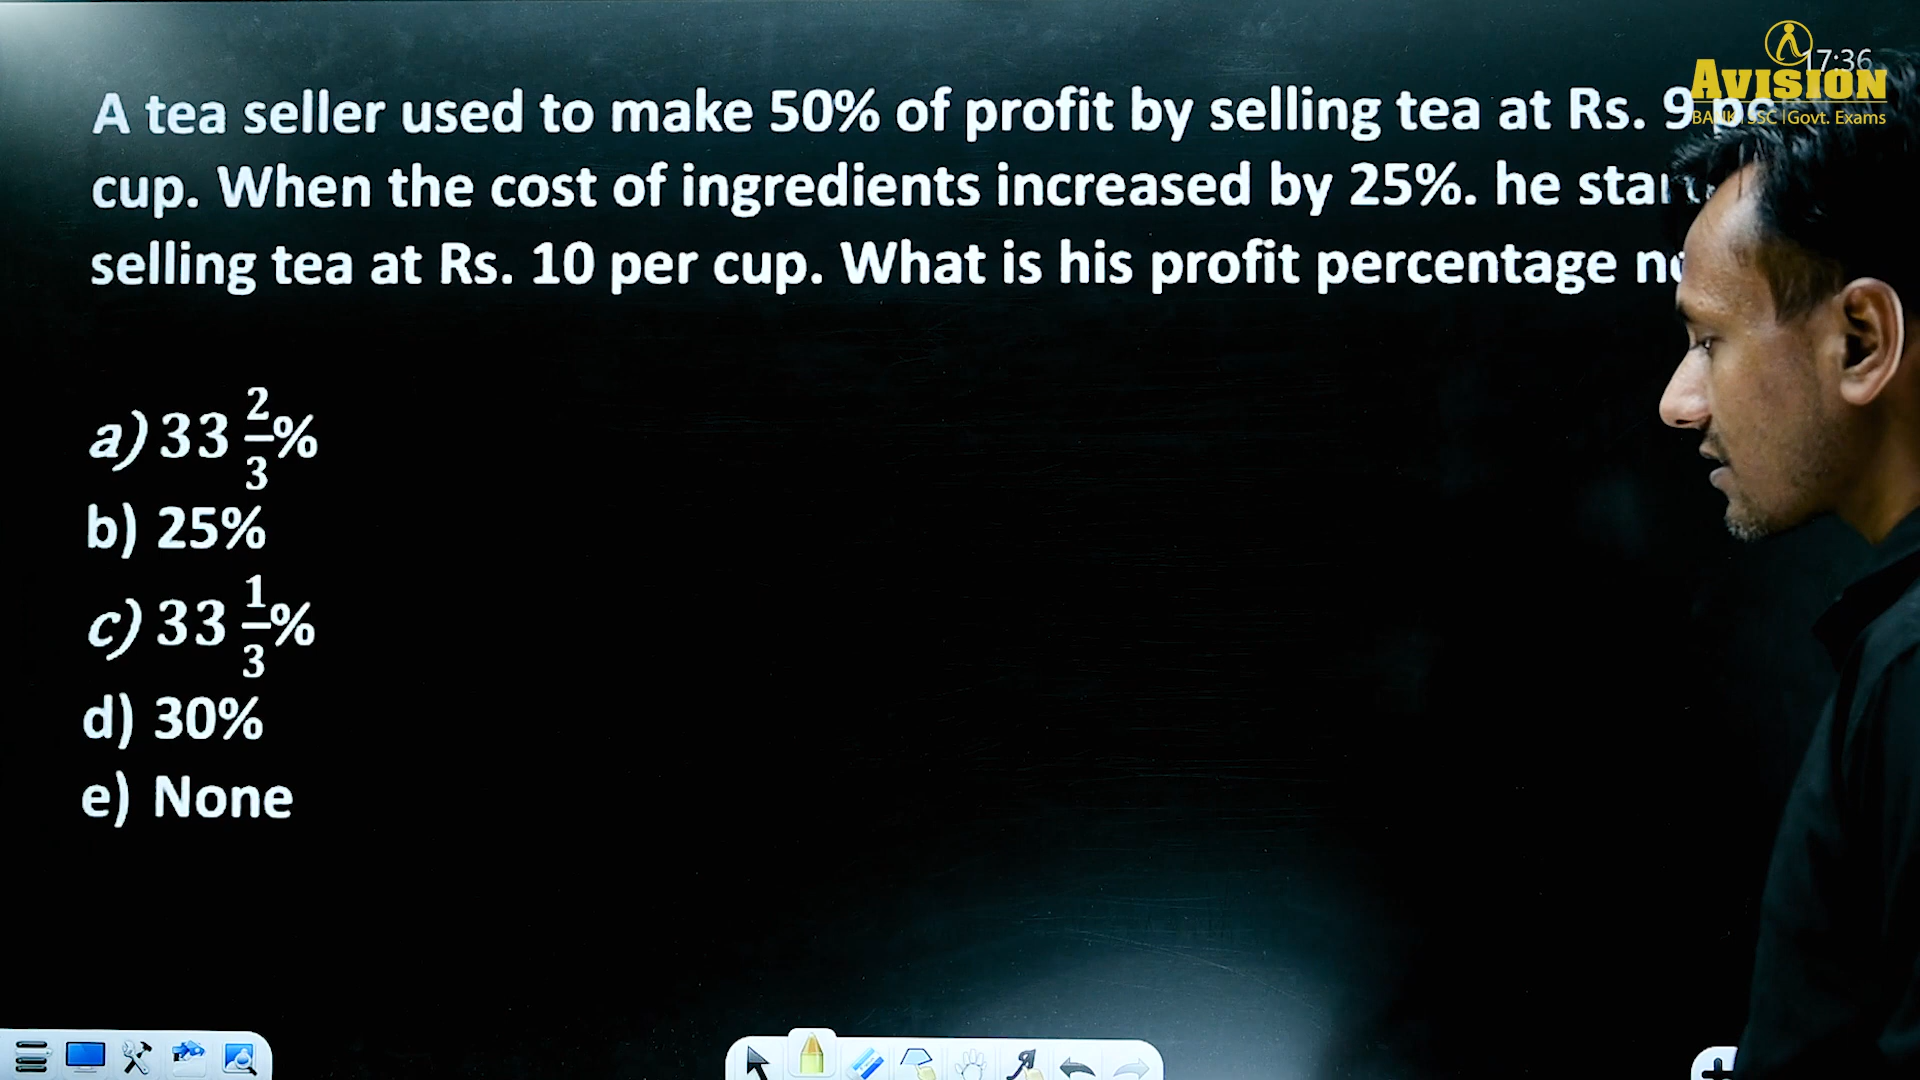 17:36
AVISION
BANK | SSC | Govt. Exams
A tea seller used to make 50% of profit by selling tea at Rs. 9
cup. When the cost of ingredients increased by 25%. he
selling tea at Rs. 10 per cup. What is his profit percentage
a) 33 2/3%
b) 25%
c) 33 1/3%
d) 30%
e) None